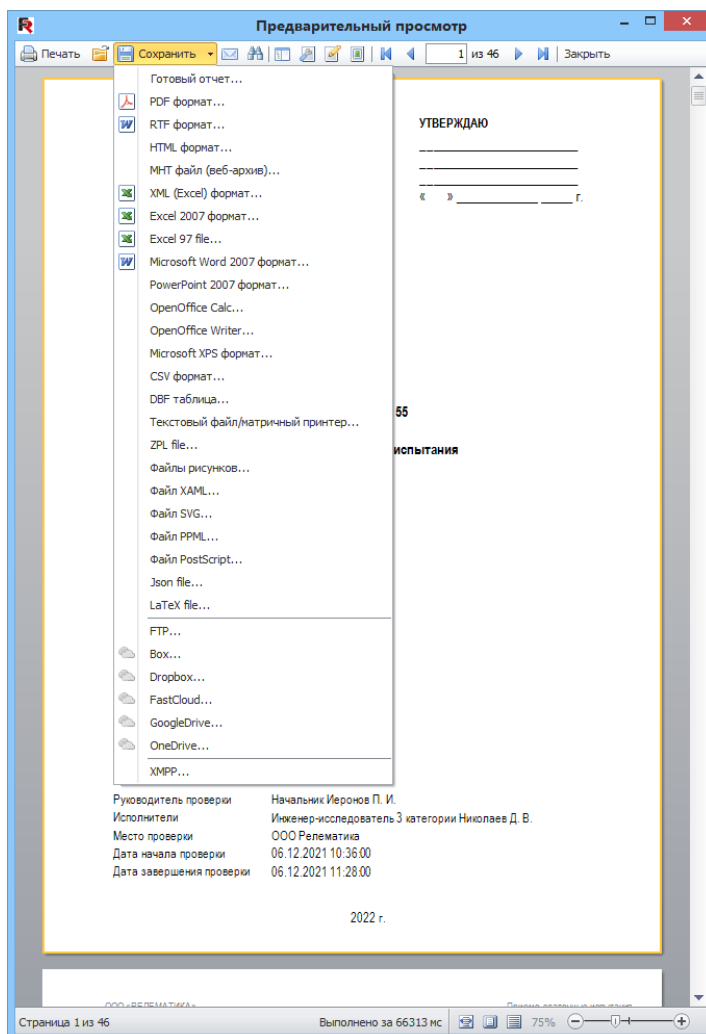 Предварительный просмотр
Печать Сохранить 1 из 46 Закрыть
Готовый отчет...
PDF формат...
RTF формат...
HTML формат...
MHT файл (веб-архив)...
XML (Excel) формат...
Excel 2007 формат...
Excel 97 file...
Microsoft Word 2007 формат...
PowerPoint 2007 формат...
OpenOffice Calc...
OpenOffice Writer...
Microsoft XPS формат...
CSV формат...
DBF таблица...
Текстовый файл/матричный принтер...
ZPL file...
Файлы рисунков...
Файл XAML...
Файл SVG...
Файл PPML...
Файл PostScript...
Json file...
LaTeX file...
FTP...
Box...
Dropbox...
FastCloud...
GoogleDrive...
OneDrive...
XMPP...
УТВЕРЖДАЮ
« » ______________ _____ г.
55
испытания
Руководитель проверки Начальник Иеронов П. И.
Исполнители Инженер-исследователь 3 категории Николаев Д. В.
Место проверки ООО Релематика
Дата начала проверки 06.12.2021 10:36:00
Дата завершения проверки 06.12.2021 11:28:00
2022 г.
ООО «РЕЛЕМАТИКА»
Страница 1 из 46 Выполнено за 66313 мс 75%